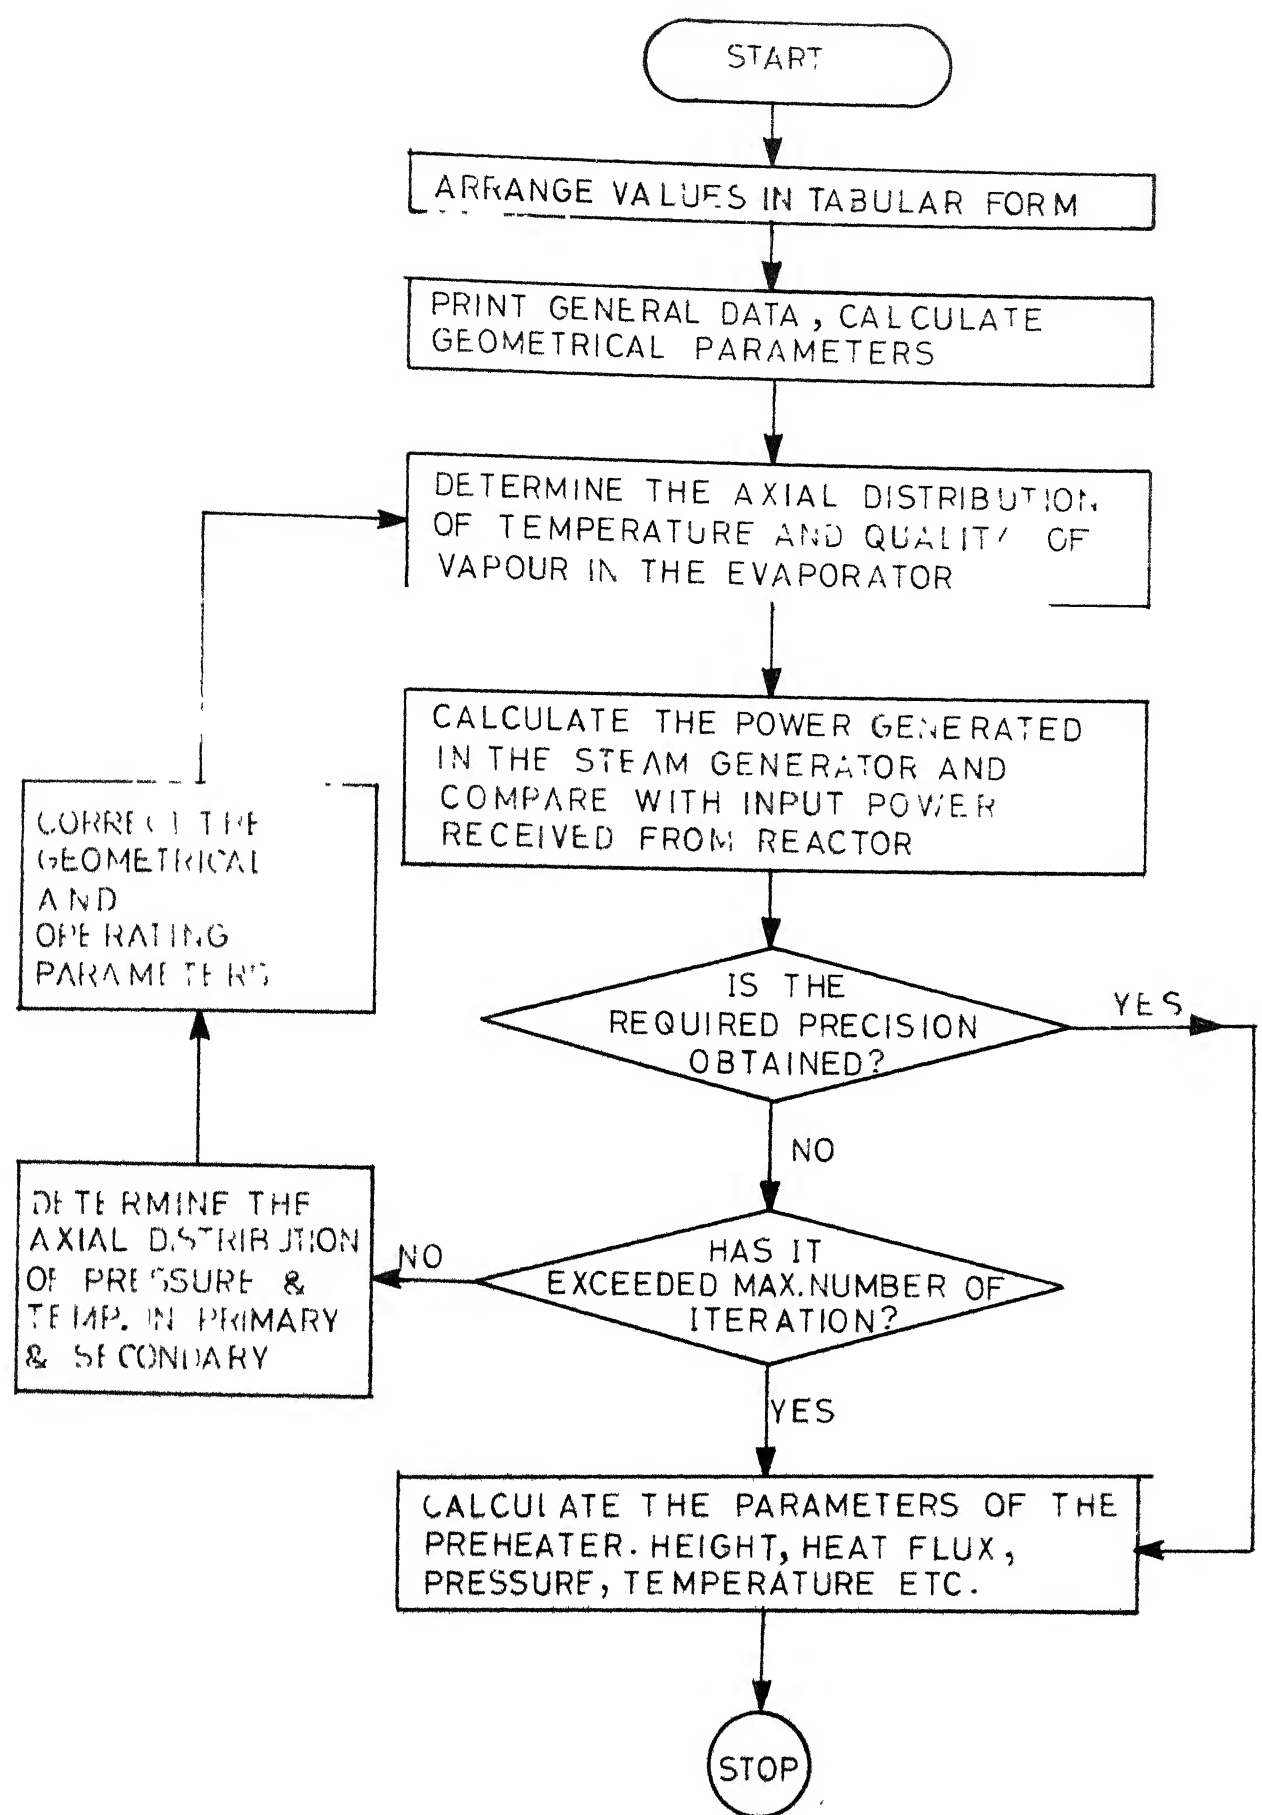 START
ARRANGE VALUES IN TABULAR FORM
PRINT GENERAL DATA, CALCULATE
GEOMETRICAL PARAMETERS
DETERMINE THE AXIAL DISTRIBUTION
OF TEMPERATURE AND QUALITY OF
VAPOUR IN THE EVAPORATOR
CALCULATE THE POWER GENERATED
IN THE STEAM GENERATOR AND
COMPARE WITH INPUT POWER
RECEIVED FROM REACTOR
CORRECT THE
GEOMETRICAL
AND
OPERATING
PARAMETERS
IS THE
REQUIRED PRECISION
OBTAINED?
YES
NO
DETERMINE THE
AXIAL DISTRIBUTION
OF PRESSURE &
TEMP. IN PRIMARY
& SECONDARY
NO
HAS IT
EXCEEDED MAX.NUMBER OF
ITERATION?
YES
CALCULATE THE PARAMETERS OF THE
PREHEATER. HEIGHT, HEAT FLUX,
PRESSURE, TEMPERATURE ETC.
STOP